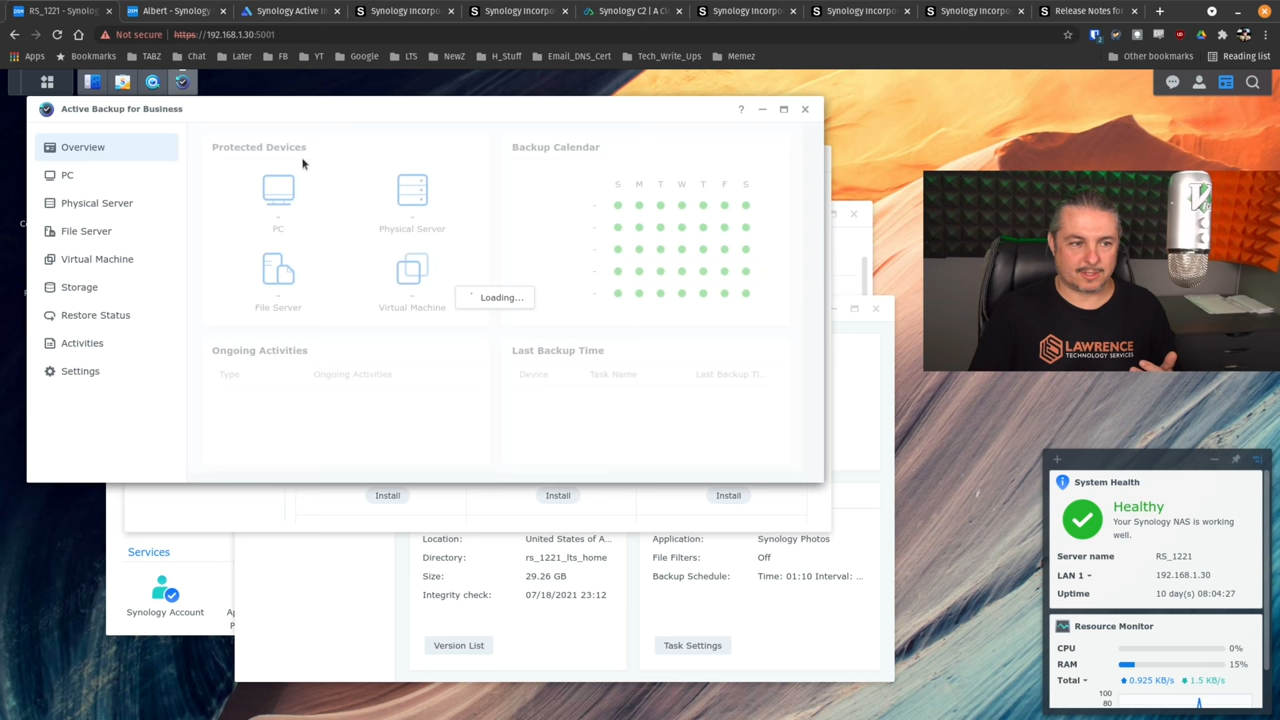 RS_1221 - Synology
Albert - Synology
Synology Active In
Synology Incorpo
Synology Incorpo
Synology C2 | A Cl
Synology Incorpo
Synology Incorpo
Synology Incorpo
Release Notes for
Not secure https://192.168.1.30:5001
Apps
Bookmarks
TABZ
Chat
Later
FB
YT
Google
LTS
NewZ
H_Stuff
Email_DNS_Cert
Tech_Write_Ups
Memez
Other bookmarks
Reading list
Active Backup for Business
Overview
PC
Physical Server
File Server
Virtual Machine
Storage
Restore Status
Activities
Settings
Protected Devices
-
PC
-
Physical Server
-
File Server
-
Virtual Machine
Loading...
Backup Calendar
S M T W T F S
Ongoing Activities
Type Ongoing Activities
Last Backup Time
Device Task Name Last Backup Ti...
Install
Install
Install
Services
Synology Account
Location: United States of A...
Directory: rs_1221_lts_home
Size: 29.26 GB
Integrity check: 07/18/2021 23:12
Version List
Application: Synology Photos
File Filters: Off
Backup Schedule: Time: 01:10 Interval: ...
Task Settings
LAWRENCE
TECHNOLOGY SERVICES
System Health
Healthy
Your Synology NAS is working
well.
Server name RS_1221
LAN 1 192.168.1.30
Uptime 10 day(s) 08:04:27
Resource Monitor
CPU 0%
RAM 15%
Total 0.925 KB/s 1.5 KB/s
100
80